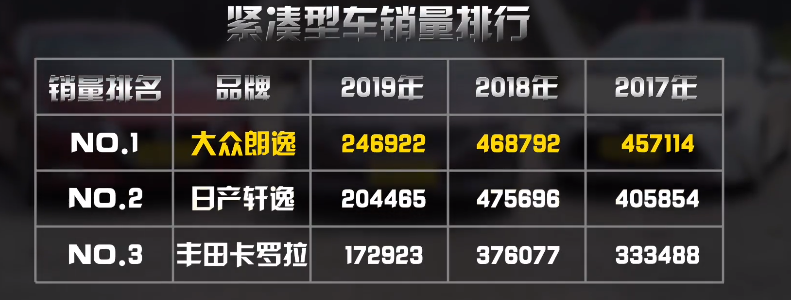 紧凑型车销量排行
销量排名 品牌 2019年 2018年 2017年
NO.1 大众朗逸 246922 468792 457114
NO.2 日产轩逸 204465 475696 405854
NO.3 丰田卡罗拉 172923 376077 333488